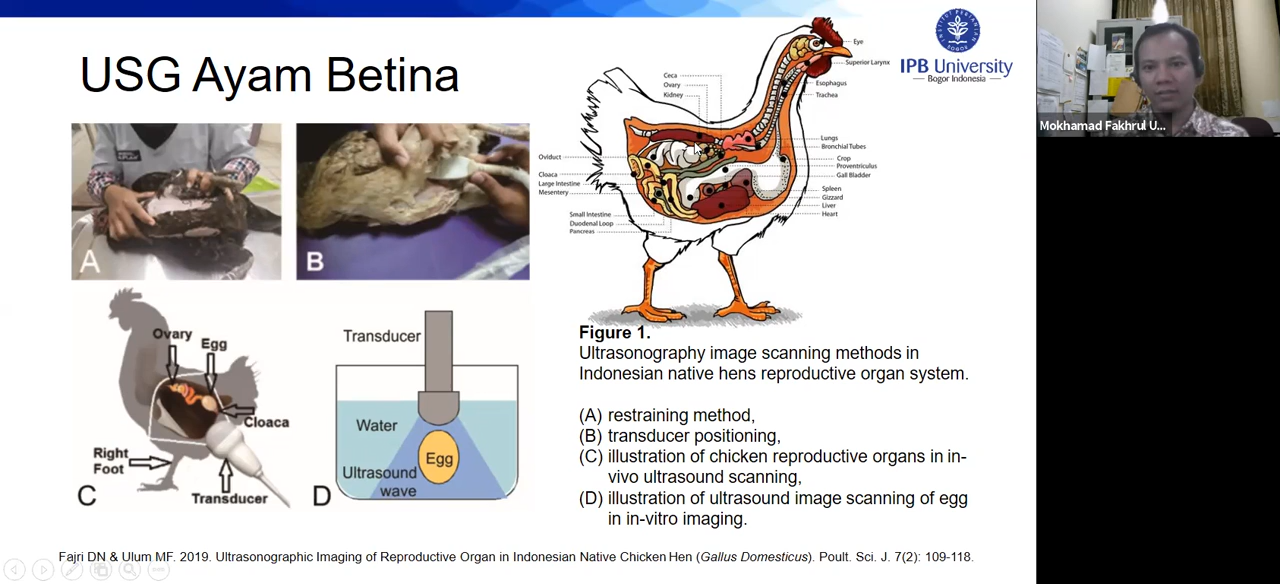 USG Ayam Betina
IPB University
Bogor Indonesia
Mokhamad Fakhrul U...
Eye
Superior Larynx
Esophagus
Trachea
Ceca
Ovary
Kidney
Lungs
Bronchial Tubes
Crop
Proventriculus
Gall Bladder
Spleen
Gizzard
Liver
Heart
Oviduct
Cloaca
Large Intestine
Mesentery
Small Intestine
Duodenal Loop
Pancreas
A
B
Ovary
Egg
Cloaca
Right
Foot
Transducer
C
Transducer
Water
Egg
Ultrasound
wave
D
Figure 1.
Ultrasonography image scanning methods in
Indonesian native hens reproductive organ system.
(A) restraining method,
(B) transducer positioning,
(C) illustration of chicken reproductive organs in in-
vivo ultrasound scanning,
(D) illustration of ultrasound image scanning of egg
in in-vitro imaging.
Fajri DN & Ulum MF. 2019. Ultrasonographic Imaging of Reproductive Organ in Indonesian Native Chicken Hen (Gallus Domesticus). Poult. Sci. J. 7(2): 109-118.